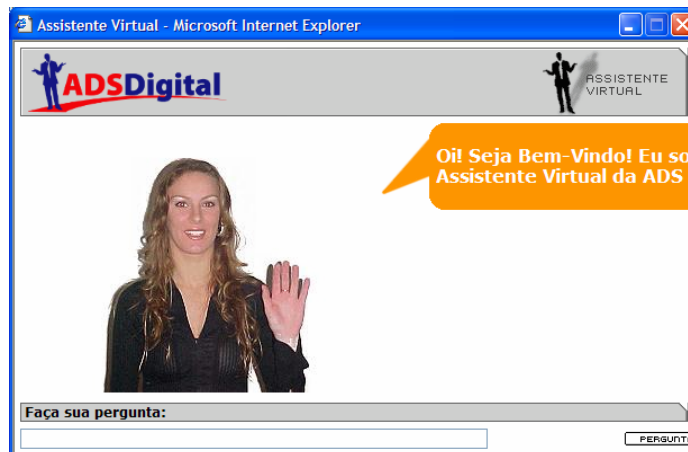 Assistente Virtual - Microsoft Internet Explorer
ADSDigital
ASSISTENTE
VIRTUAL
Oi! Seja Bem-Vindo! Eu so
Assistente Virtual da ADS
Faça sua pergunta:
PERGUNT